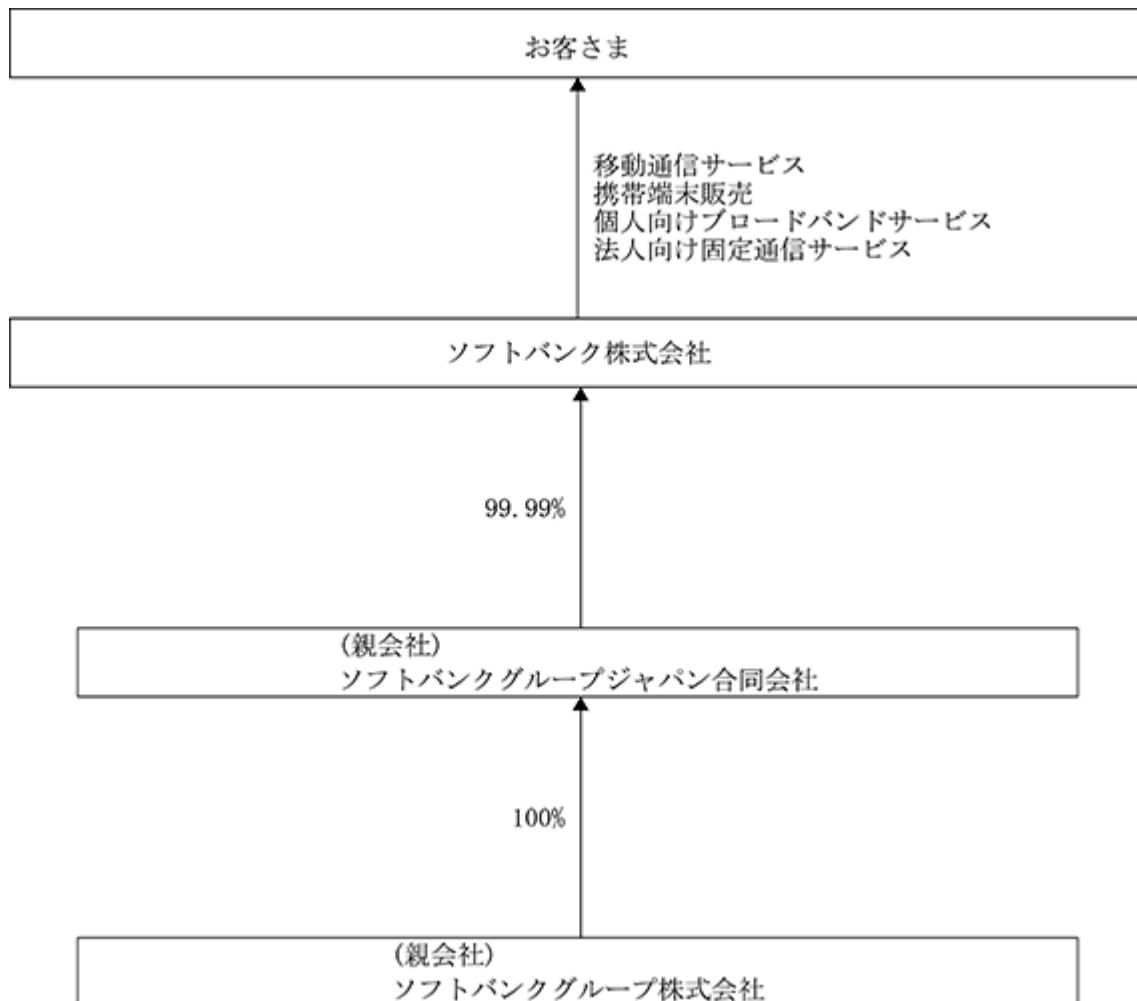 お客さま
移動通信サービス
携帯端末販売
個人向けブロードバンドサービス
法人向け固定通信サービス
ソフトバンク株式会社
99.99%
(親会社)
ソフトバンクグループジャパン合同会社
100%
(親会社)
ソフトバンクグループ株式会社